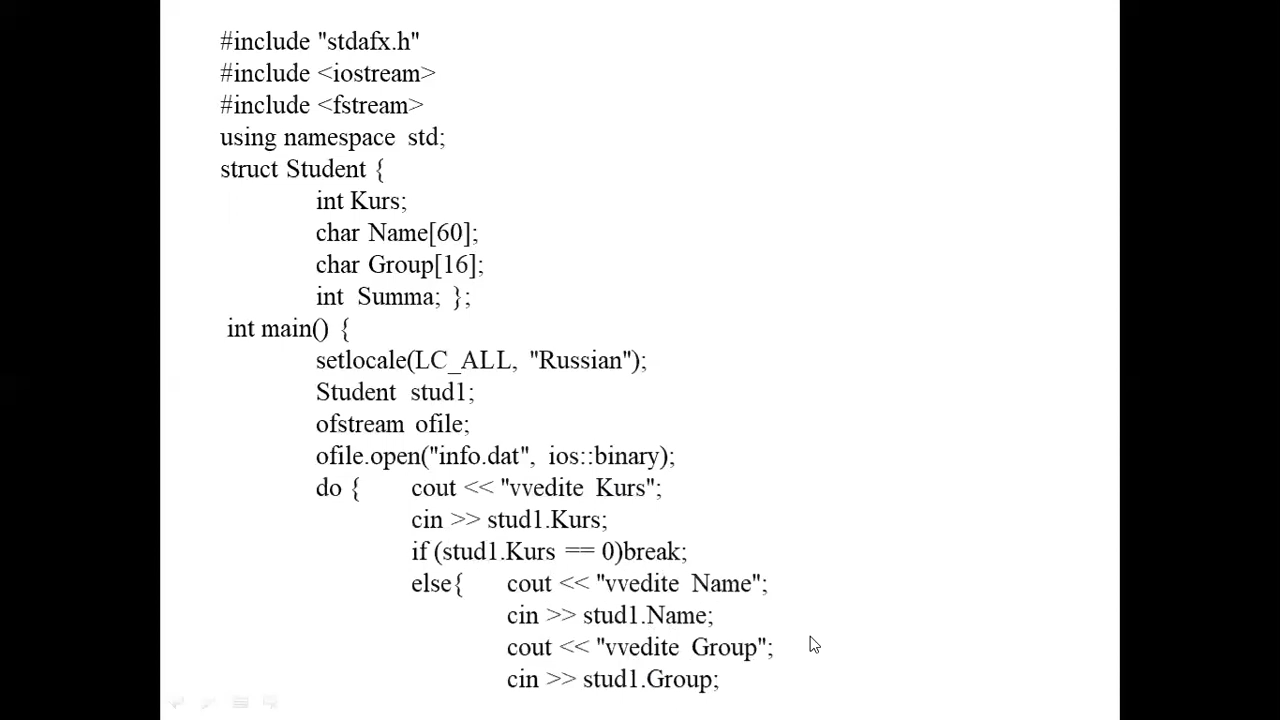 #include "stdafx.h"
#include <iostream>
#include <fstream>
using namespace std;
struct Student {
int Kurs;
char Name[60];
char Group[16];
int Summa; };
int main() {
setlocale(LC_ALL, "Russian");
Student stud1;
ofstream ofile;
ofile.open("info.dat", ios::binary);
do { cout << "vvedite Kurs";
cin >> stud1.Kurs;
if (stud1.Kurs == 0)break;
else{ cout << "vvedite Name";
cin >> stud1.Name;
cout << "vvedite Group";
cin >> stud1.Group;